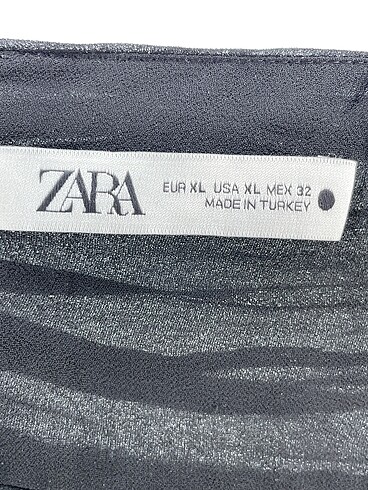 ZARA
EUR XL USA XL MEX 32
MADE IN TURKEY